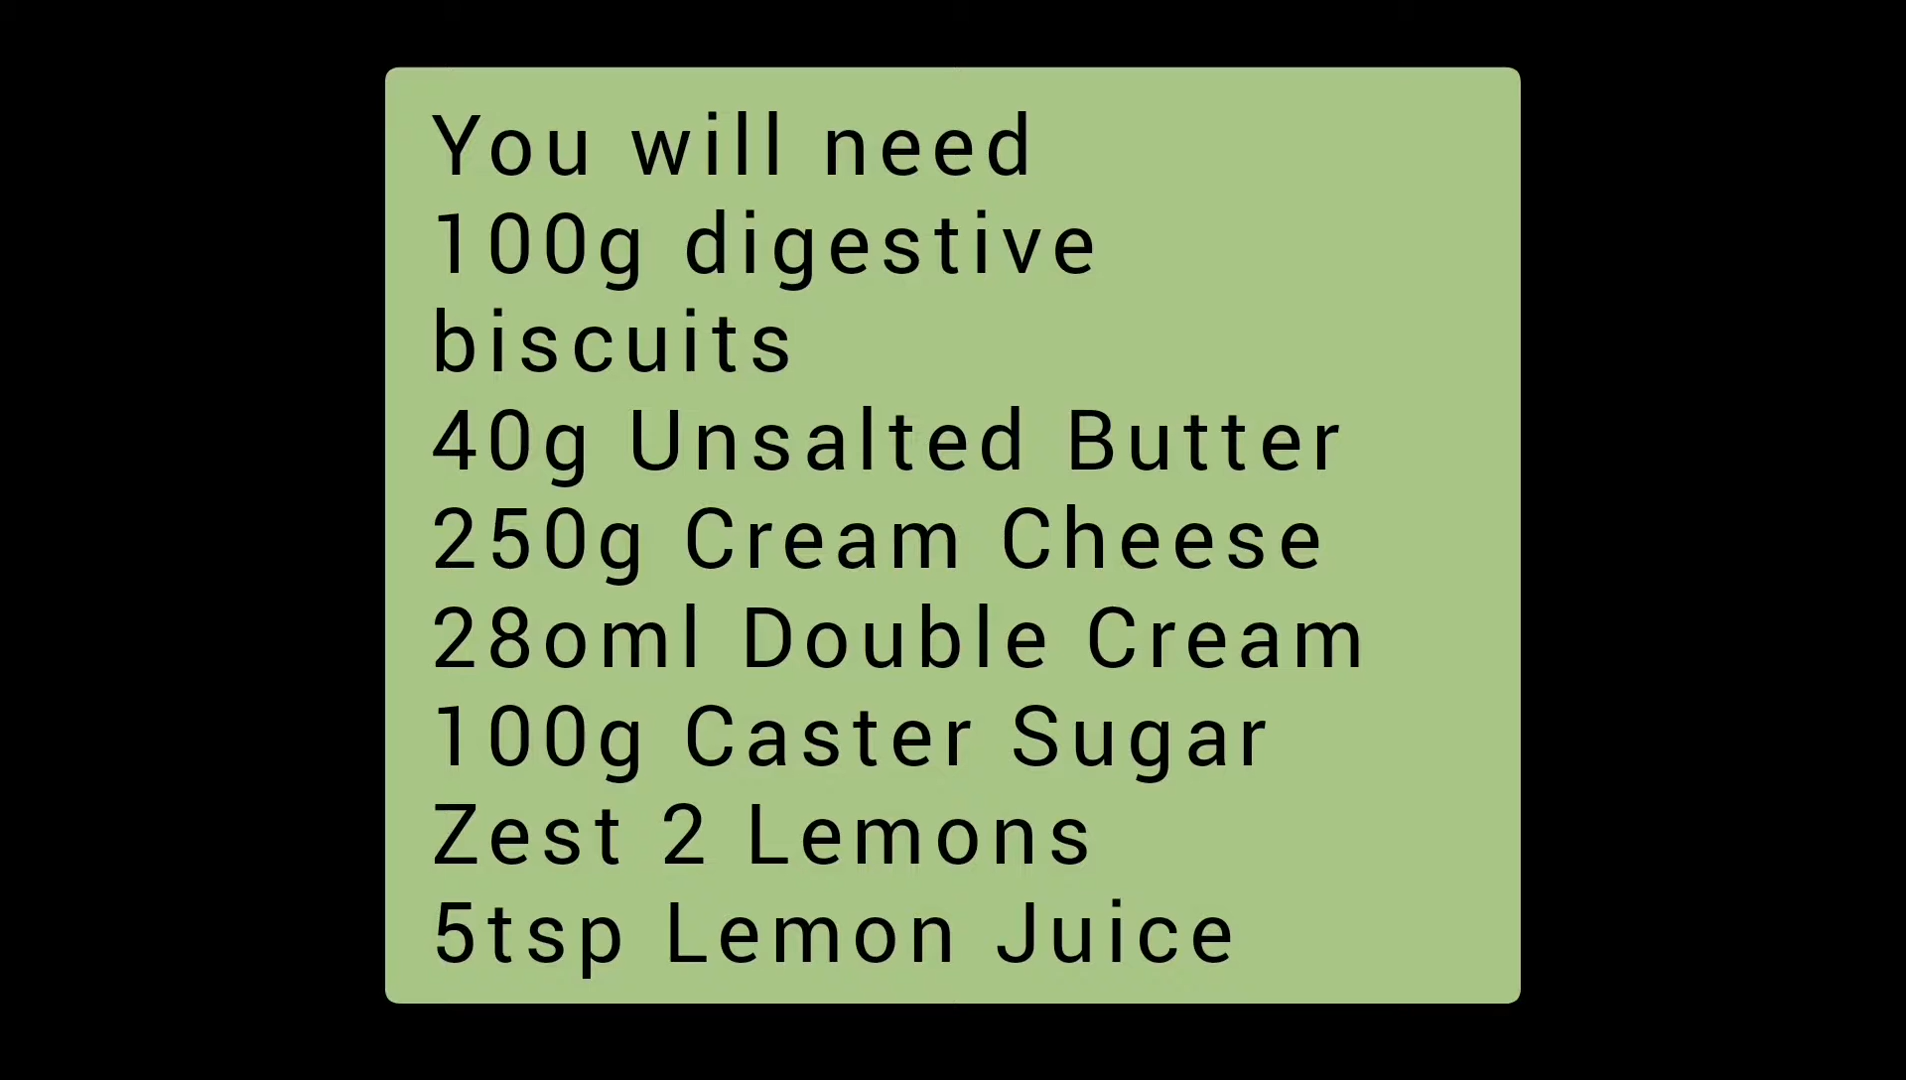 You will need
100g digestive
biscuits
40g Unsalted Butter
250g Cream Cheese
28oml Double Cream
100g Caster Sugar
Zest 2 Lemons
5tsp Lemon Juice